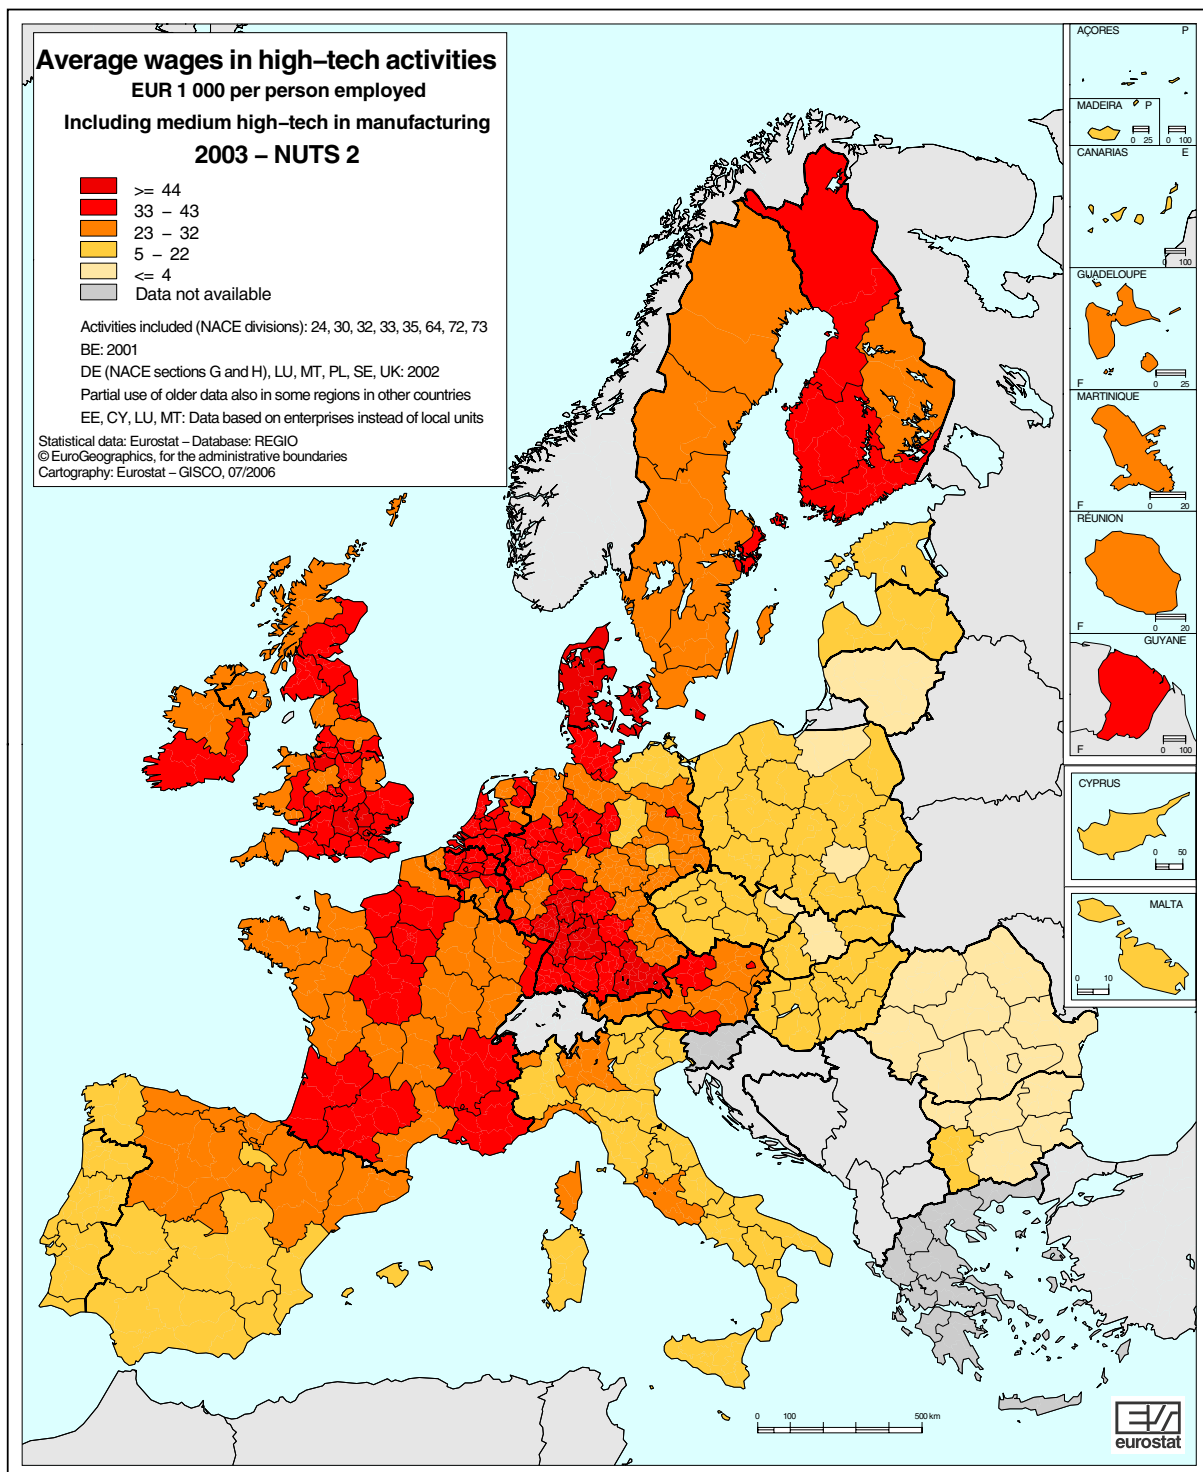 Average wages in high–tech activities
EUR 1 000 per person employed
Including medium high–tech in manufacturing
2003 – NUTS 2
>= 44
33 – 43
23 – 32
5 – 22
<= 4
Data not available
Activities included (NACE divisions): 24, 30, 32, 33, 35, 64, 72, 73
BE: 2001
DE (NACE sections G and H), LU, MT, PL, SE, UK: 2002
Partial use of older data also in some regions in other countries
EE, CY, LU, MT: Data based on enterprises instead of local units
Statistical data: Eurostat – Database: REGIO
© EuroGeographics, for the administrative boundaries
Cartography: Eurostat – GISCO, 07/2006
AÇORES P
MADEIRA P
0 25
0 100
CANARIAS E
0 100
GUADELOUPE
F
0 25
MARTINIQUE
F
0 20
RÉUNION
F
0 20
GUYANE
F
0 100
CYPRUS
0 50
MALTA
0 10
0 100 500 km
eurostat